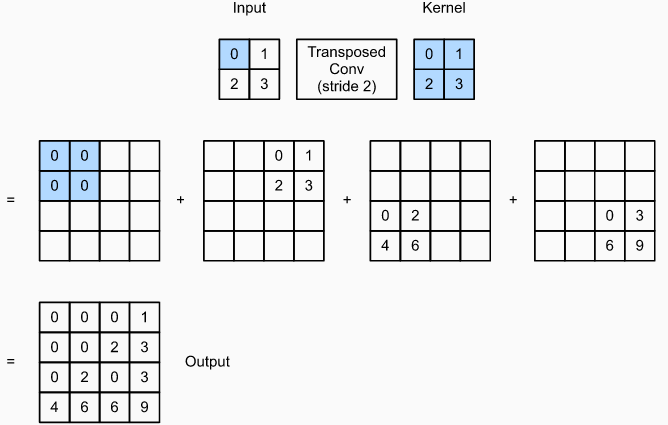 Input Kernel
0 1 Transposed Conv (stride 2) 0 1
2 3 2 3
0 0 0 1
0 0 2 3
= + + +
0 2 0 3
4 6 6 9
0 0 0 1
0 0 2 3
= Output
0 2 0 3
4 6 6 9